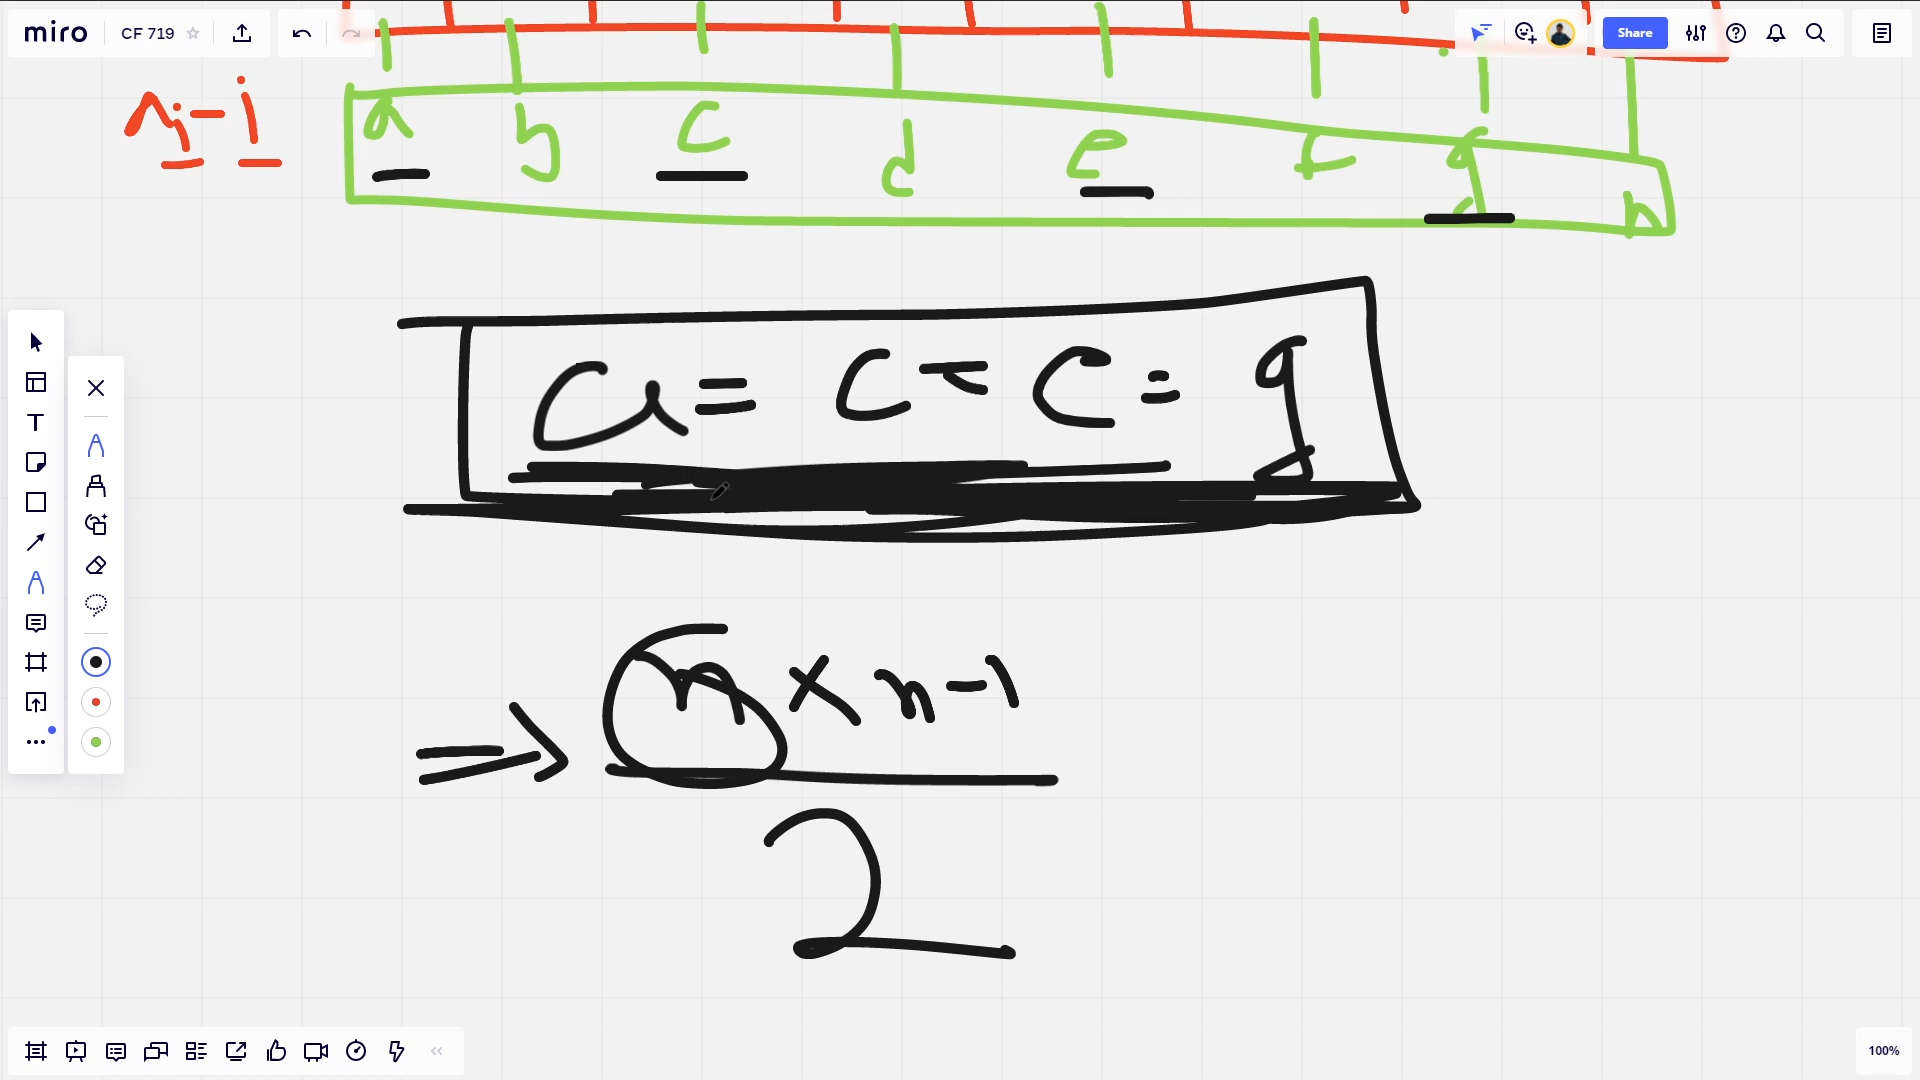 miro CF 719 Share
a b c d e f g h
a = c = e = g
=> n x n-1
2
100%